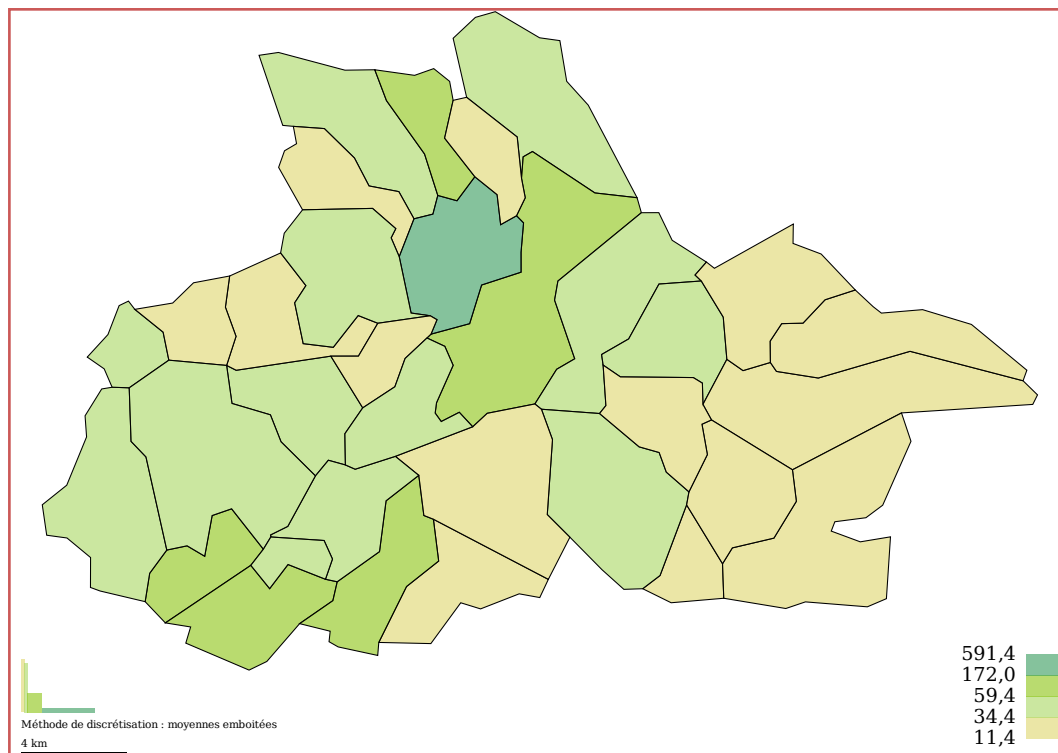 591,4
172,0
59,4
34,4
11,4
Méthode de discrétisation : moyennes emboitées
4 km